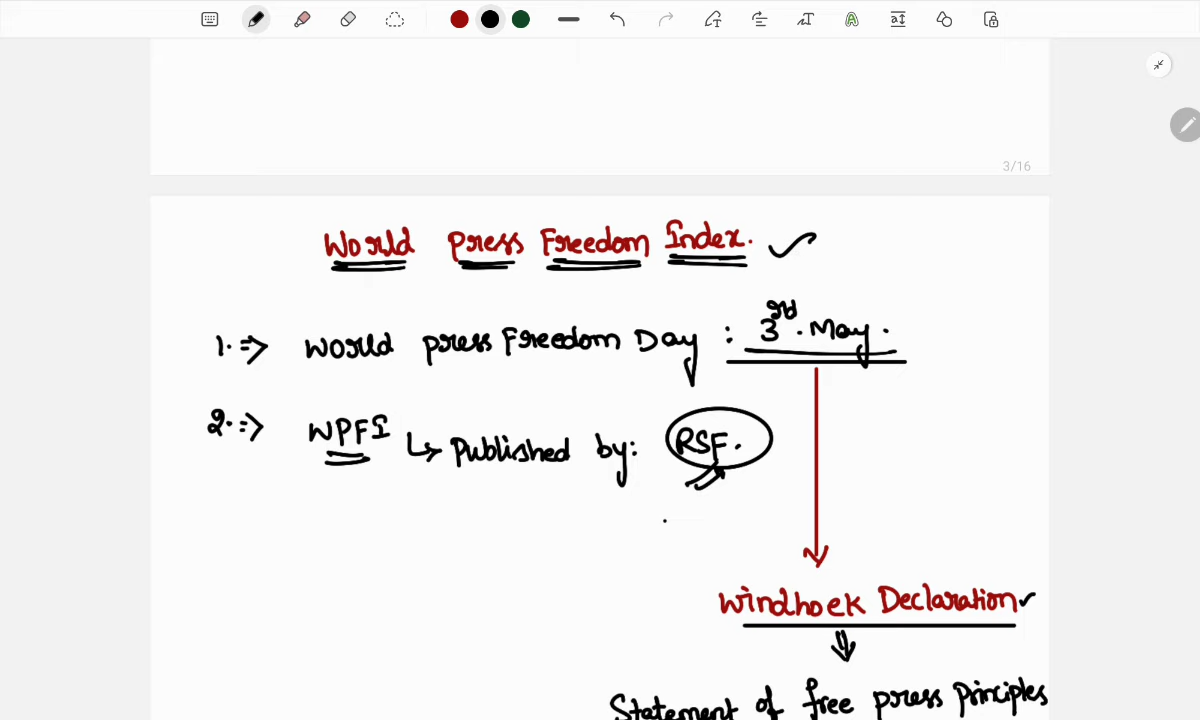 3/16
World Press Freedom Index.
1. => World press Freedom Day : 3rd. May.
2. => WPFI ↳ Published by: RSF.
Windhoek Declaration
Statement of free press principles